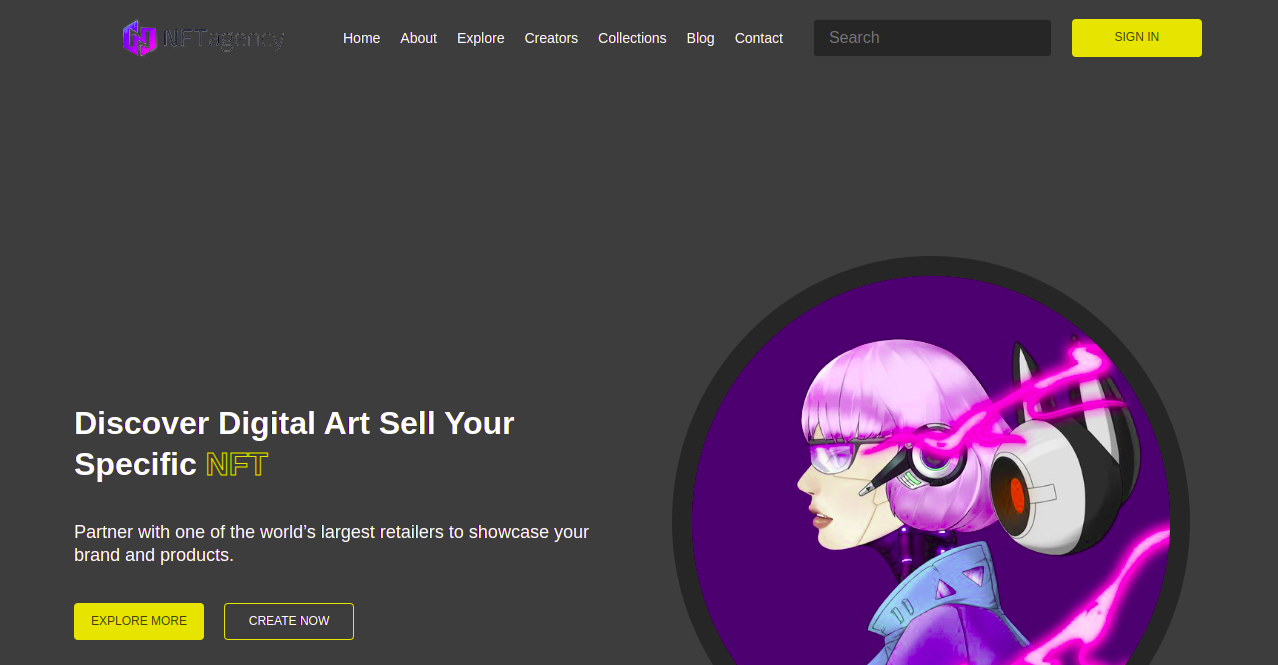 NFTagency
Home About Explore Creators Collections Blog Contact Search SIGN IN
Discover Digital Art Sell Your
Specific NFT
Partner with one of the world’s largest retailers to showcase your
brand and products.
EXPLORE MORE CREATE NOW